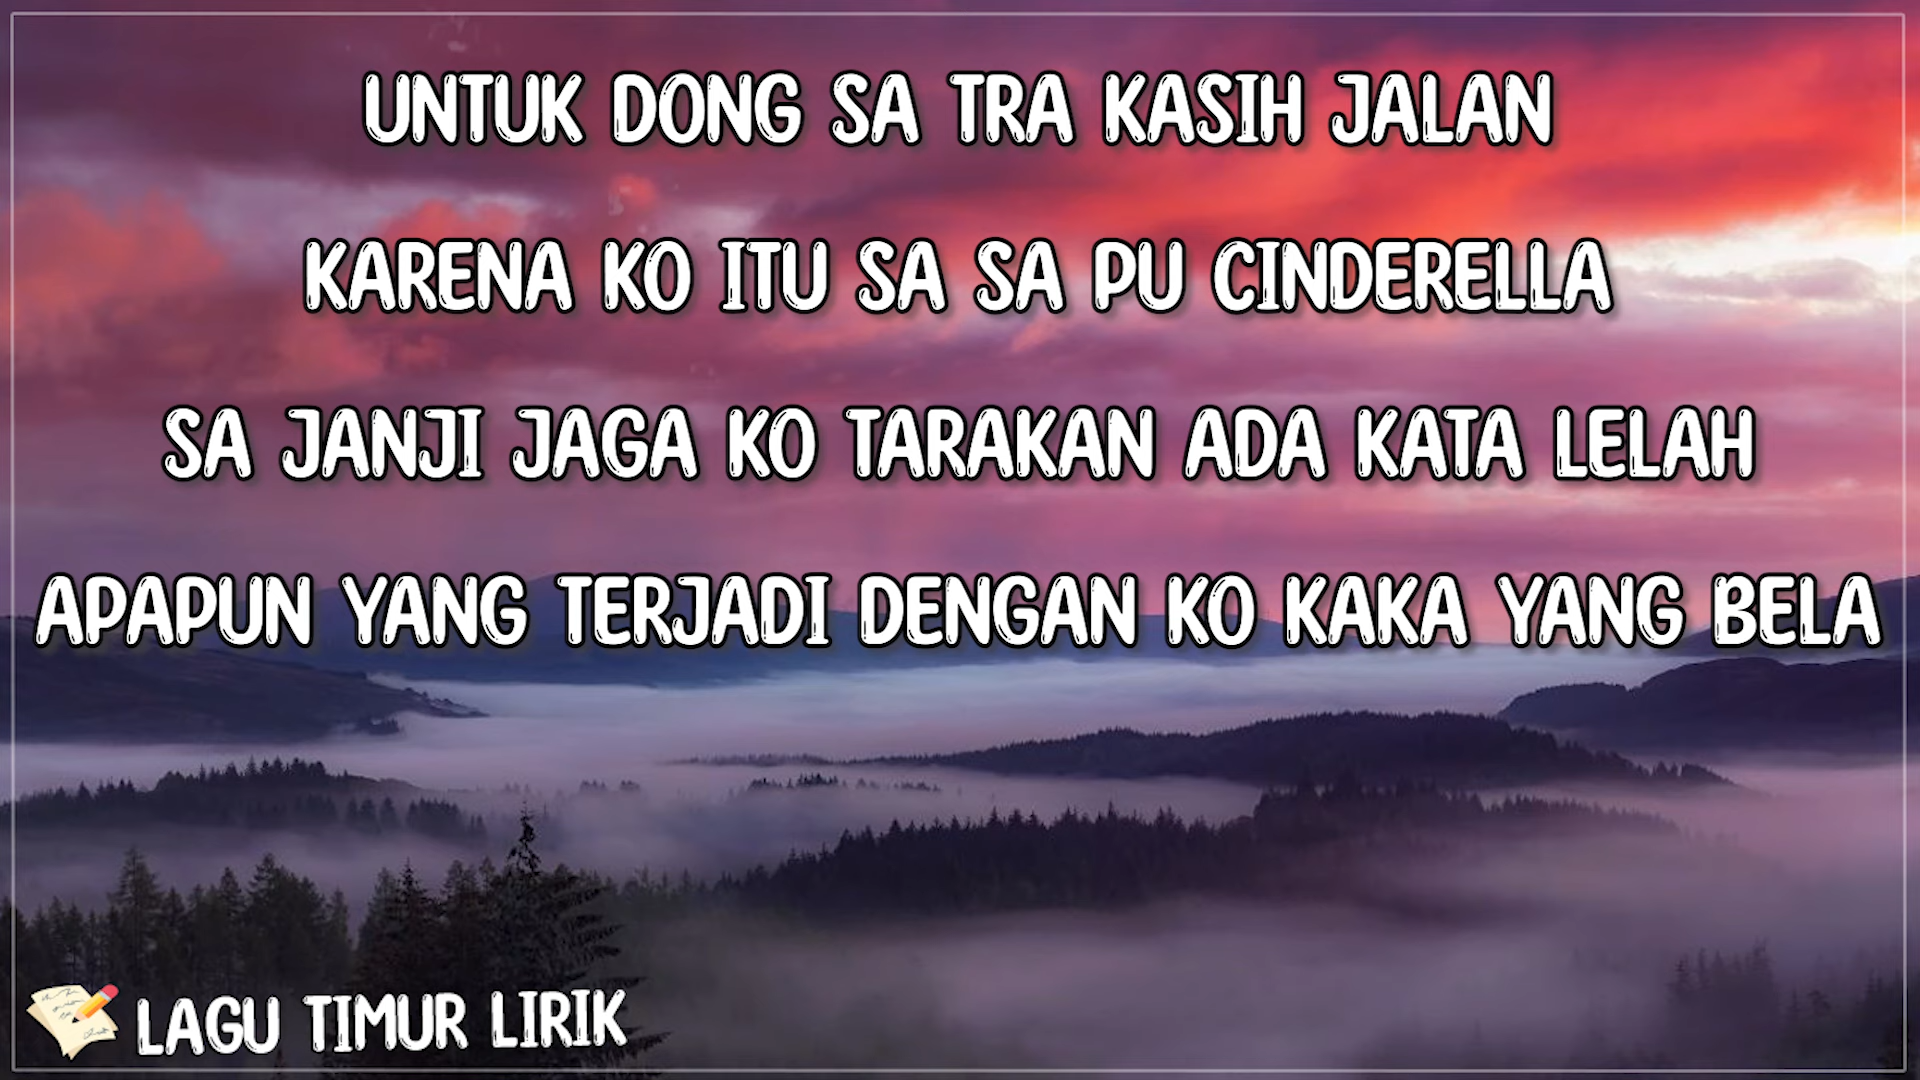 UNTUK DONG SA TRA KASIH JALAN
KARENA KO ITU SA SA PU CINDERELLA
SA JANJI JAGA KO TARAKAN ADA KATA LELAH
APAPUN YANG TERJADI DENGAN KO KAKA YANG BELA
LAGU TIMUR LIRIK